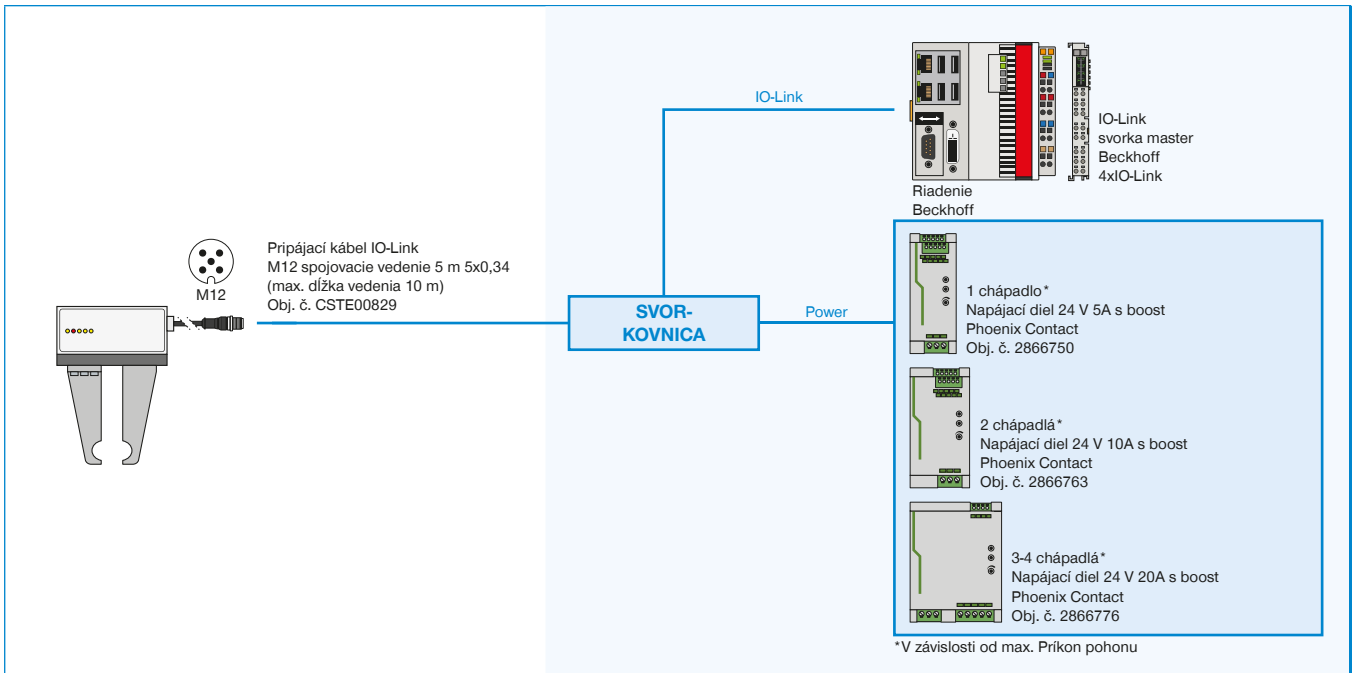 IO-Link
IO-Link
svorka master
Beckhoff
4xIO-Link
Riadenie
Beckhoff
Pripájací kábel IO-Link
M12 spojovacie vedenie 5 m 5x0,34
(max. dĺžka vedenia 10 m)
Obj. č. CSTE00829
M12
SVOR-
KOVNICA
Power
1 chápadlo*
Napájací diel 24 V 5A s boost
Phoenix Contact
Obj. č. 2866750
2 chápadlá*
Napájací diel 24 V 10A s boost
Phoenix Contact
Obj. č. 2866763
3-4 chápadlá*
Napájací diel 24 V 20A s boost
Phoenix Contact
Obj. č. 2866776
*V závislosti od max. Príkon pohonu